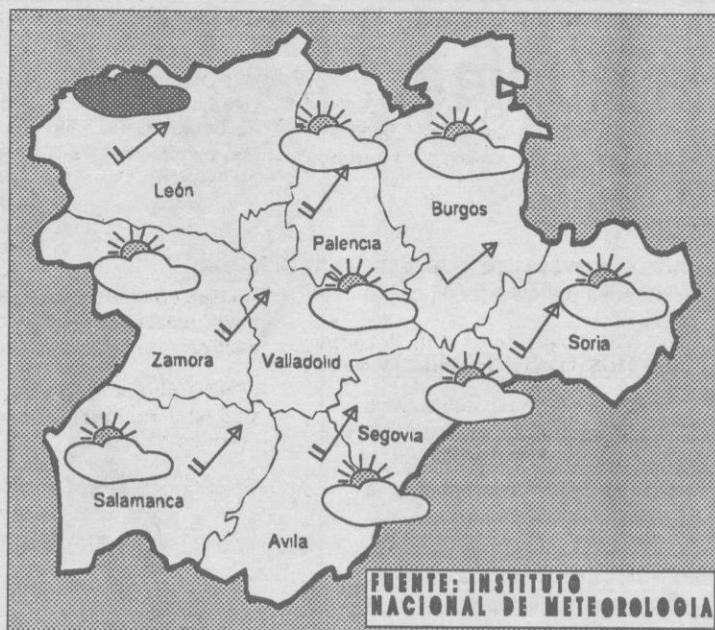 León
Palencia
Burgos
Zamora
Valladolid
Soria
Segovia
Salamanca
Avila
FUENTE: INSTITUTO
NACIONAL DE METEOROLOGIA